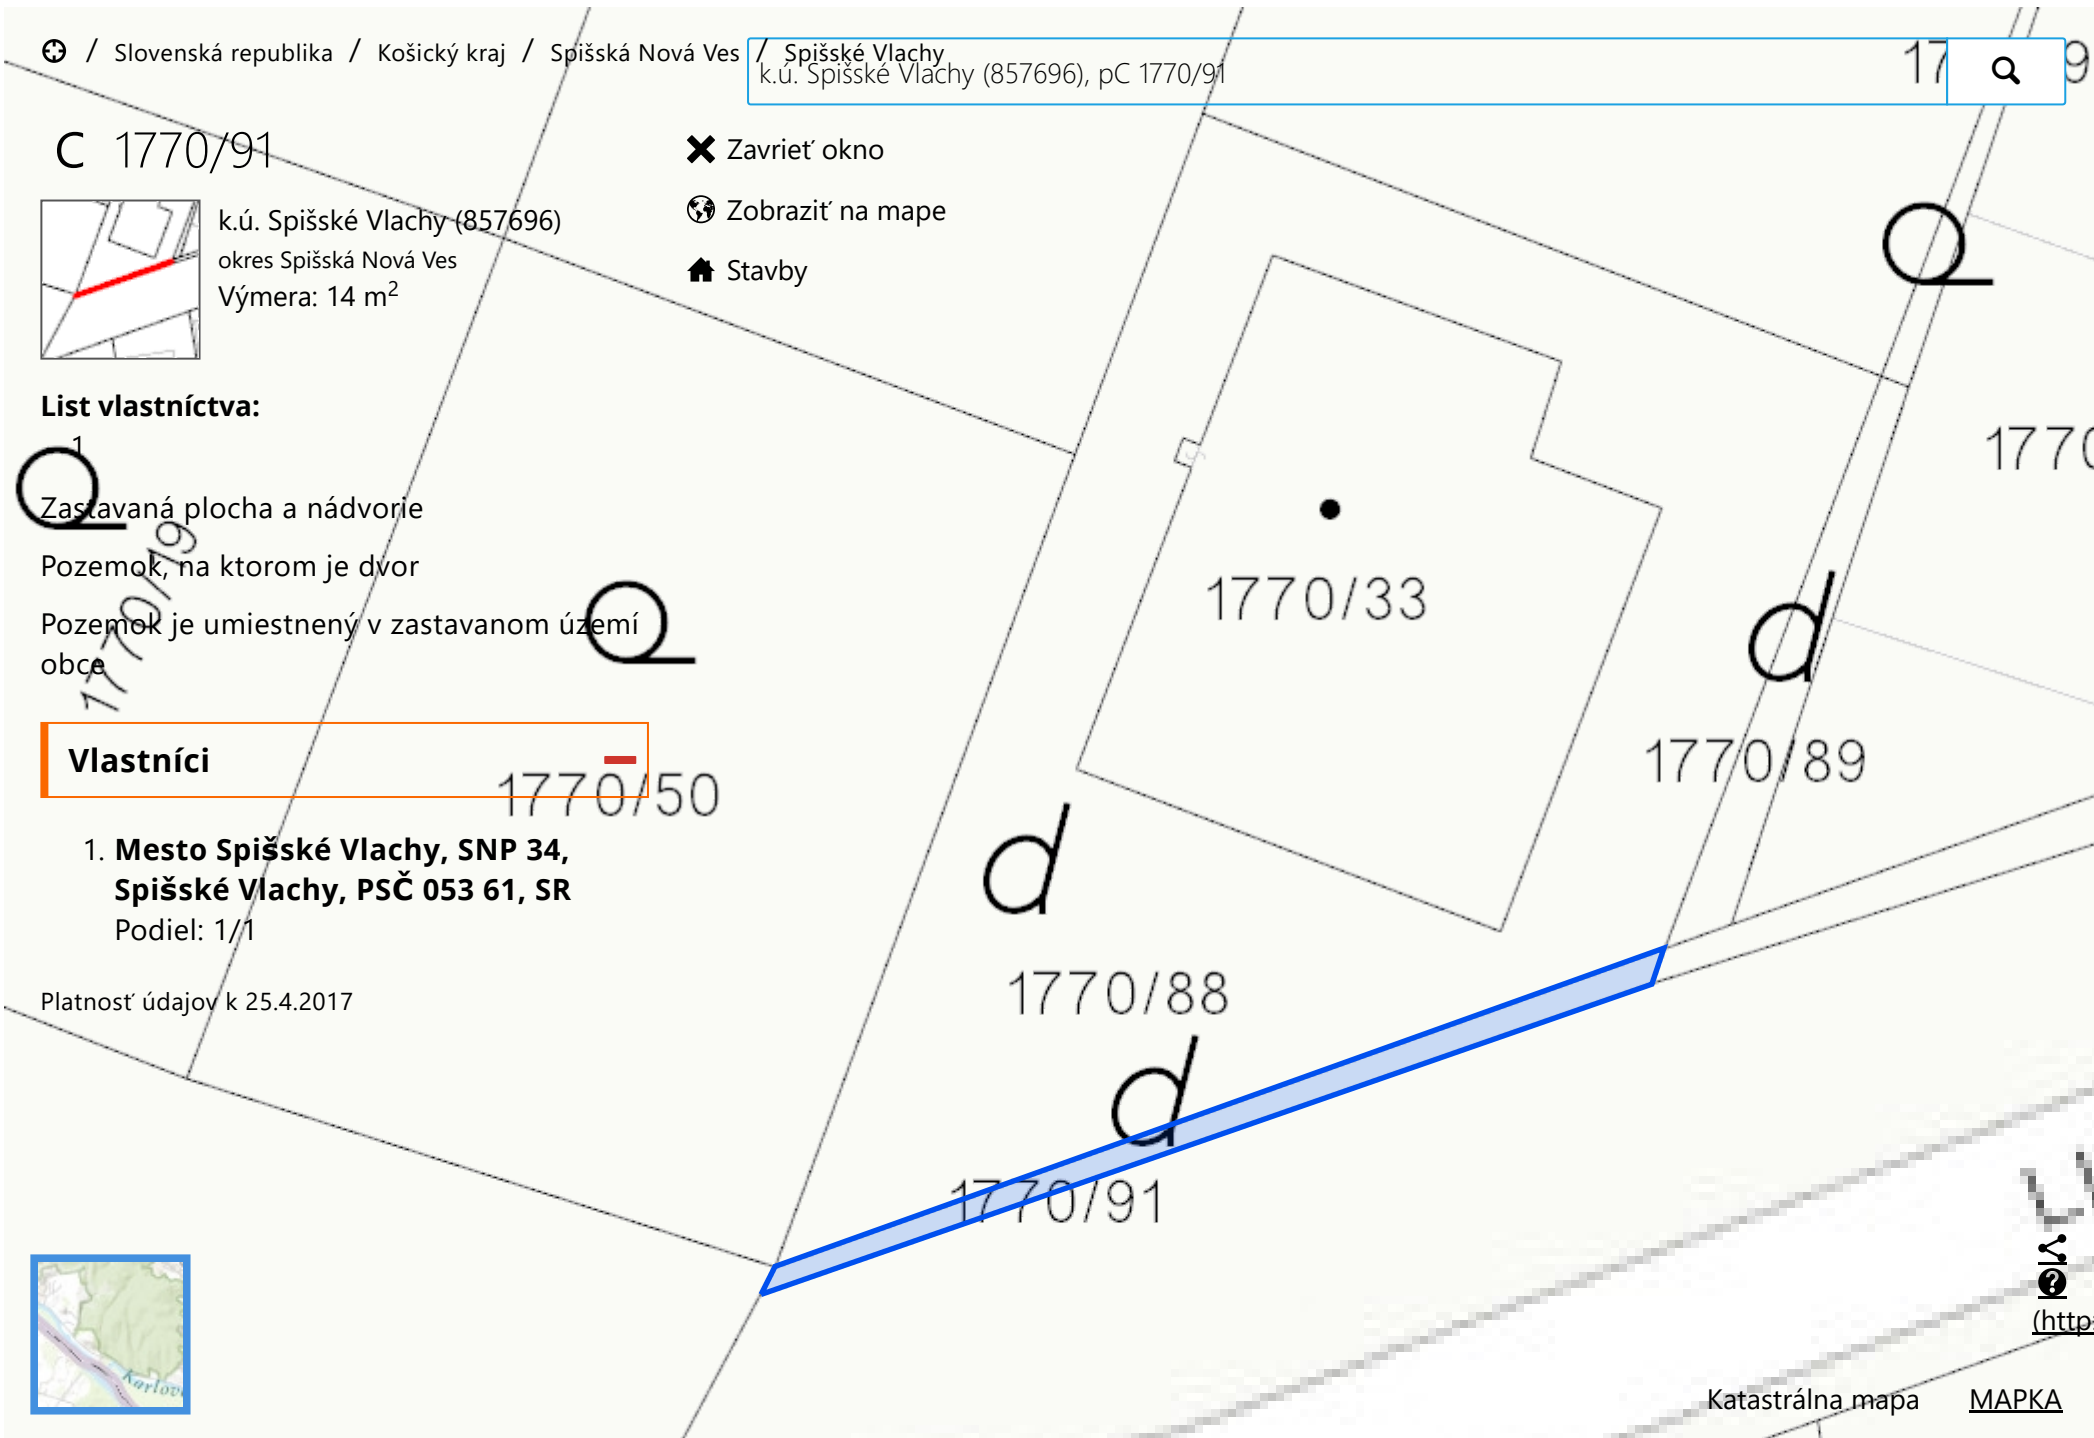 / Slovenská republika / Košický kraj / Spišská Nová Ves / Spišské Vlachy
k.ú. Spišské Vlachy (857696), pC 1770/91
C 1770/91
Zavrieť okno
Zobraziť na mape
Stavby
k.ú. Spišské Vlachy (857696)
okres Spišská Nová Ves
Výmera: 14 m²
List vlastníctva:
1
Zastavaná plocha a nádvorie
Pozemok, na ktorom je dvor
Pozemok je umiestnený v zastavanom území
obce
Vlastníci
1. Mesto Spišské Vlachy, SNP 34,
Spišské Vlachy, PSČ 053 61, SR
Podiel: 1/1
Platnosť údajov k 25.4.2017
1770/19
1770/50
1770/33
1770/89
1770/88
1770/91
1770
(http
Katastrálna mapa
MAPKA